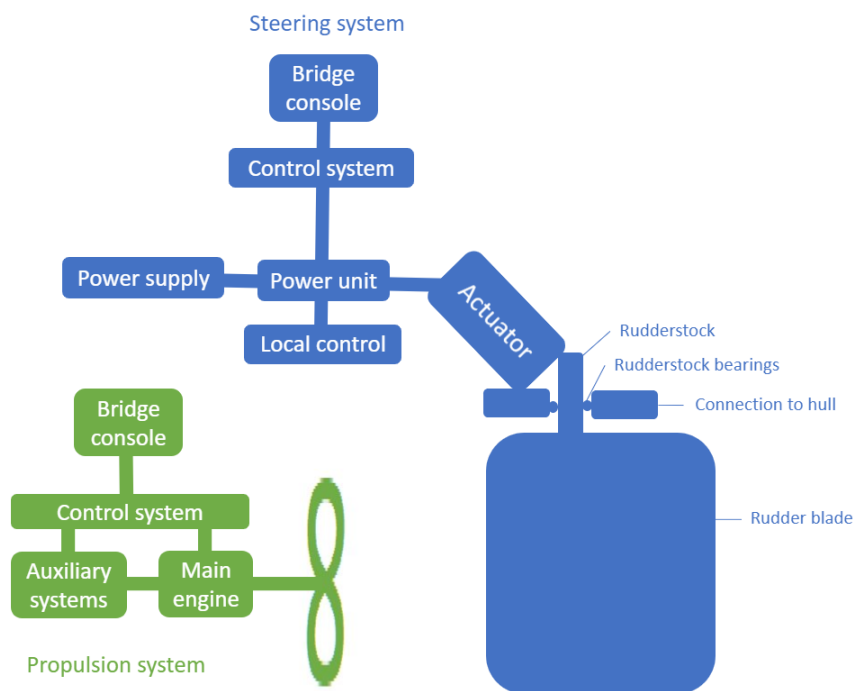 Steering system
Bridge
console
Control system
Power supply
Power unit
Actuator
Local control
Rudderstock
Rudderstock bearings
Connection to hull
Rudder blade
Bridge
console
Control system
Auxiliary
systems
Main
engine
Propulsion system